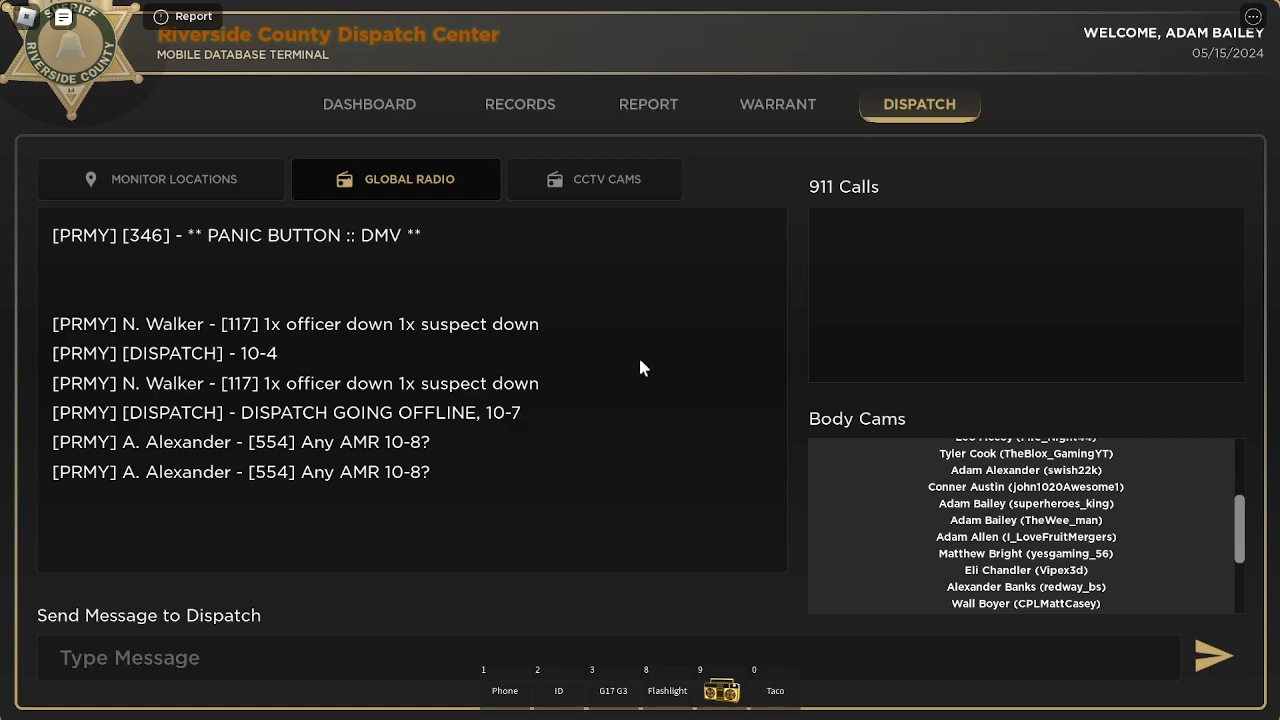 SHERIFF
RIVERSIDE COUNTY
Report
Riverside County Dispatch Center
MOBILE DATABASE TERMINAL
WELCOME, ADAM BAILEY
05/15/2024
DASHBOARD
RECORDS
REPORT
WARRANT
DISPATCH
MONITOR LOCATIONS
GLOBAL RADIO
CCTV CAMS
[PRMY] [346] - ** PANIC BUTTON :: DMV **
[PRMY] N. Walker - [117] 1x officer down 1x suspect down
[PRMY] [DISPATCH] - 10-4
[PRMY] N. Walker - [117] 1x officer down 1x suspect down
[PRMY] [DISPATCH] - DISPATCH GOING OFFLINE, 10-7
[PRMY] A. Alexander - [554] Any AMR 10-8?
[PRMY] A. Alexander - [554] Any AMR 10-8?
911 Calls
Body Cams
Tyler Cook (TheBlox_GamingYT)
Adam Alexander (swish22k)
Conner Austin (john1020Awesome1)
Adam Bailey (superheroes_king)
Adam Bailey (TheWee_man)
Adam Allen (I_LoveFruitMergers)
Matthew Bright (yesgaming_56)
Eli Chandler (Vipex3d)
Alexander Banks (redway_bs)
Wall Boyer (CPLMattCasey)
Send Message to Dispatch
Type Message
1
Phone
2
ID
3
G17 G3
8
Flashlight
9
0
Taco